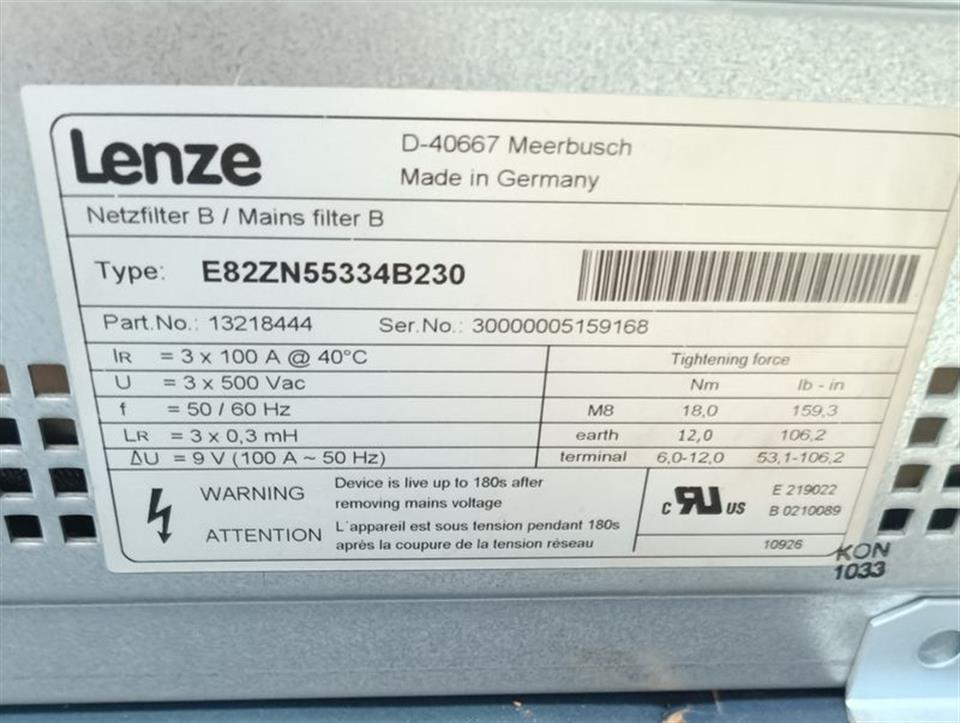 Lenze
D-40667 Meerbusch
Made in Germany
Netzfilter B / Mains filter B
Type: E82ZN55334B230
Part.No.: 13218444 Ser.No.: 30000005159168
IR = 3 x 100 A @ 40°C
U = 3 x 500 Vac
f = 50 / 60 Hz
LR = 3 x 0,3 mH
ΔU = 9 V (100 A ~ 50 Hz)
Tightening force
Nm lb - in
M8 18,0 159,3
earth 12,0 106,2
terminal 6,0-12,0 53,1-106,2
WARNING
Device is live up to 180s after
removing mains voltage
ATTENTION
L´appareil est sous tension pendant 180s
après la coupure de la tension réseau
c RU US
E 219022
B 0210089
10926
KON
1033